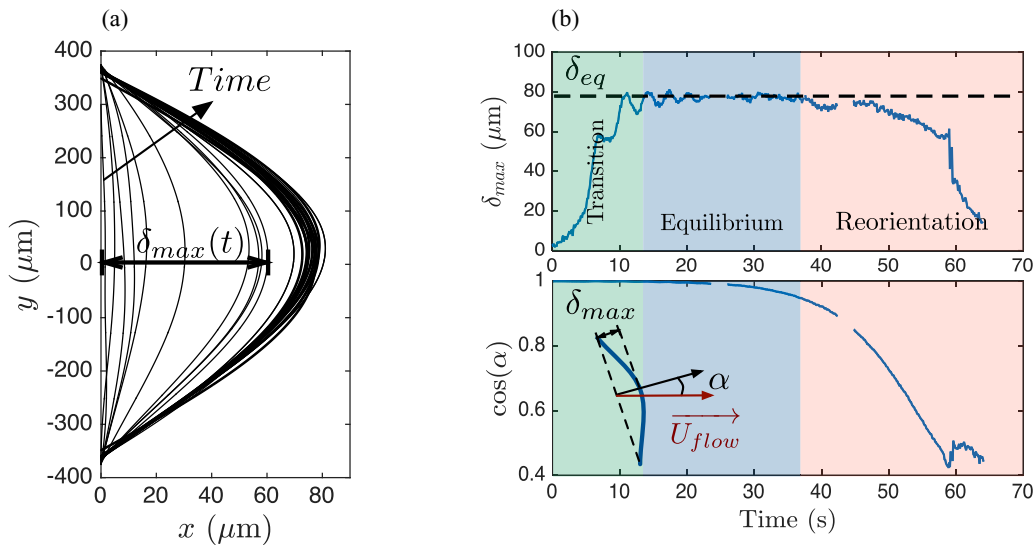 (a)
400
300
200
100
0
-100
-200
-300
-400
y (μm)
Time
δmax(t)
0
20
40
60
80
x (μm)
(b)
100
80
60
40
20
0
δmax (μm)
δeq
Transition
Equilibrium
Reorientation
0 10 20 30 40 50 60 70
1
0.8
0.6
0.4
cos(α)
δmax
α
Uflow
0 10 20 30 40 50 60 70
Time (s)